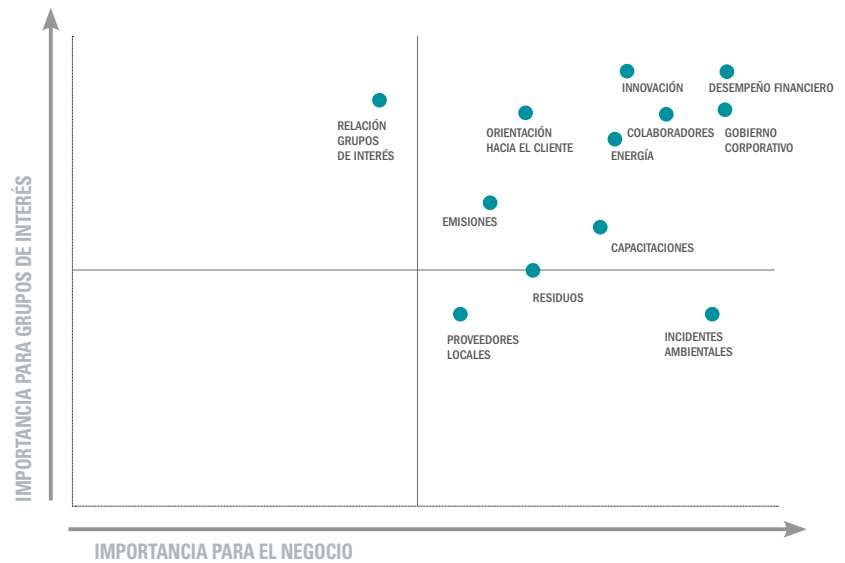 IMPORTANCIA PARA GRUPOS DE INTERÉS
INNOVACIÓN
DESEMPEÑO FINANCIERO
RELACIÓN
GRUPOS
DE INTERÉS
ORIENTACIÓN
HACIA EL CLIENTE
COLABORADORES
GOBIERNO
CORPORATIVO
ENERGÍA
EMISIONES
CAPACITACIONES
RESIDUOS
PROVEEDORES
LOCALES
INCIDENTES
AMBIENTALES
IMPORTANCIA PARA EL NEGOCIO